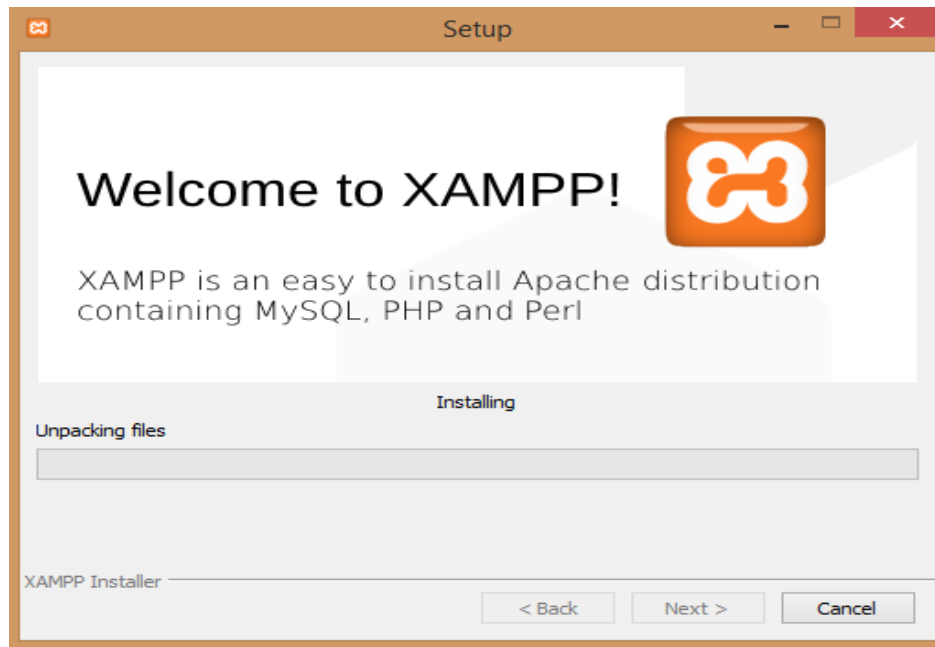 Setup
Welcome to XAMPP!
XAMPP is an easy to install Apache distribution
containing MySQL, PHP and Perl
Installing
Unpacking files
XAMPP Installer
< Back Next > Cancel